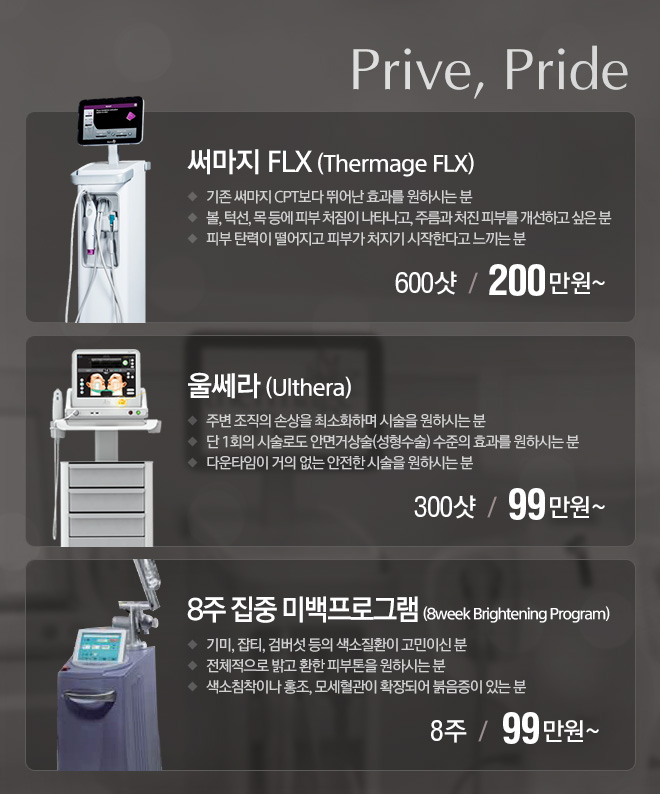 Prive, Pride
써마지 FLX (Thermage FLX)
◆ 기존 써마지 CPT보다 뛰어난 효과를 원하시는 분
◆ 볼, 턱선, 목 등에 피부 처짐이 나타나고, 주름과 처진 피부를 개선하고 싶은 분
◆ 피부 탄력이 떨어지고 피부가 처지기 시작한다고 느끼는 분
600샷 / 200만원~
울쎄라 (Ulthera)
◆ 주변 조직의 손상을 최소화하며 시술을 원하시는 분
◆ 단 1회의 시술로도 안면거상술(성형수술) 수준의 효과를 원하시는 분
◆ 다운타임이 거의 없는 안전한 시술을 원하시는 분
300샷 / 99만원~
8주 집중 미백프로그램 (8week Brightening Program)
◆ 기미, 잡티, 검버섯 등의 색소질환이 고민이신 분
◆ 전체적으로 밝고 환한 피부톤을 원하시는 분
◆ 색소침착이나 홍조, 모세혈관이 확장되어 붉음증이 있는 분
8주 / 99만원~